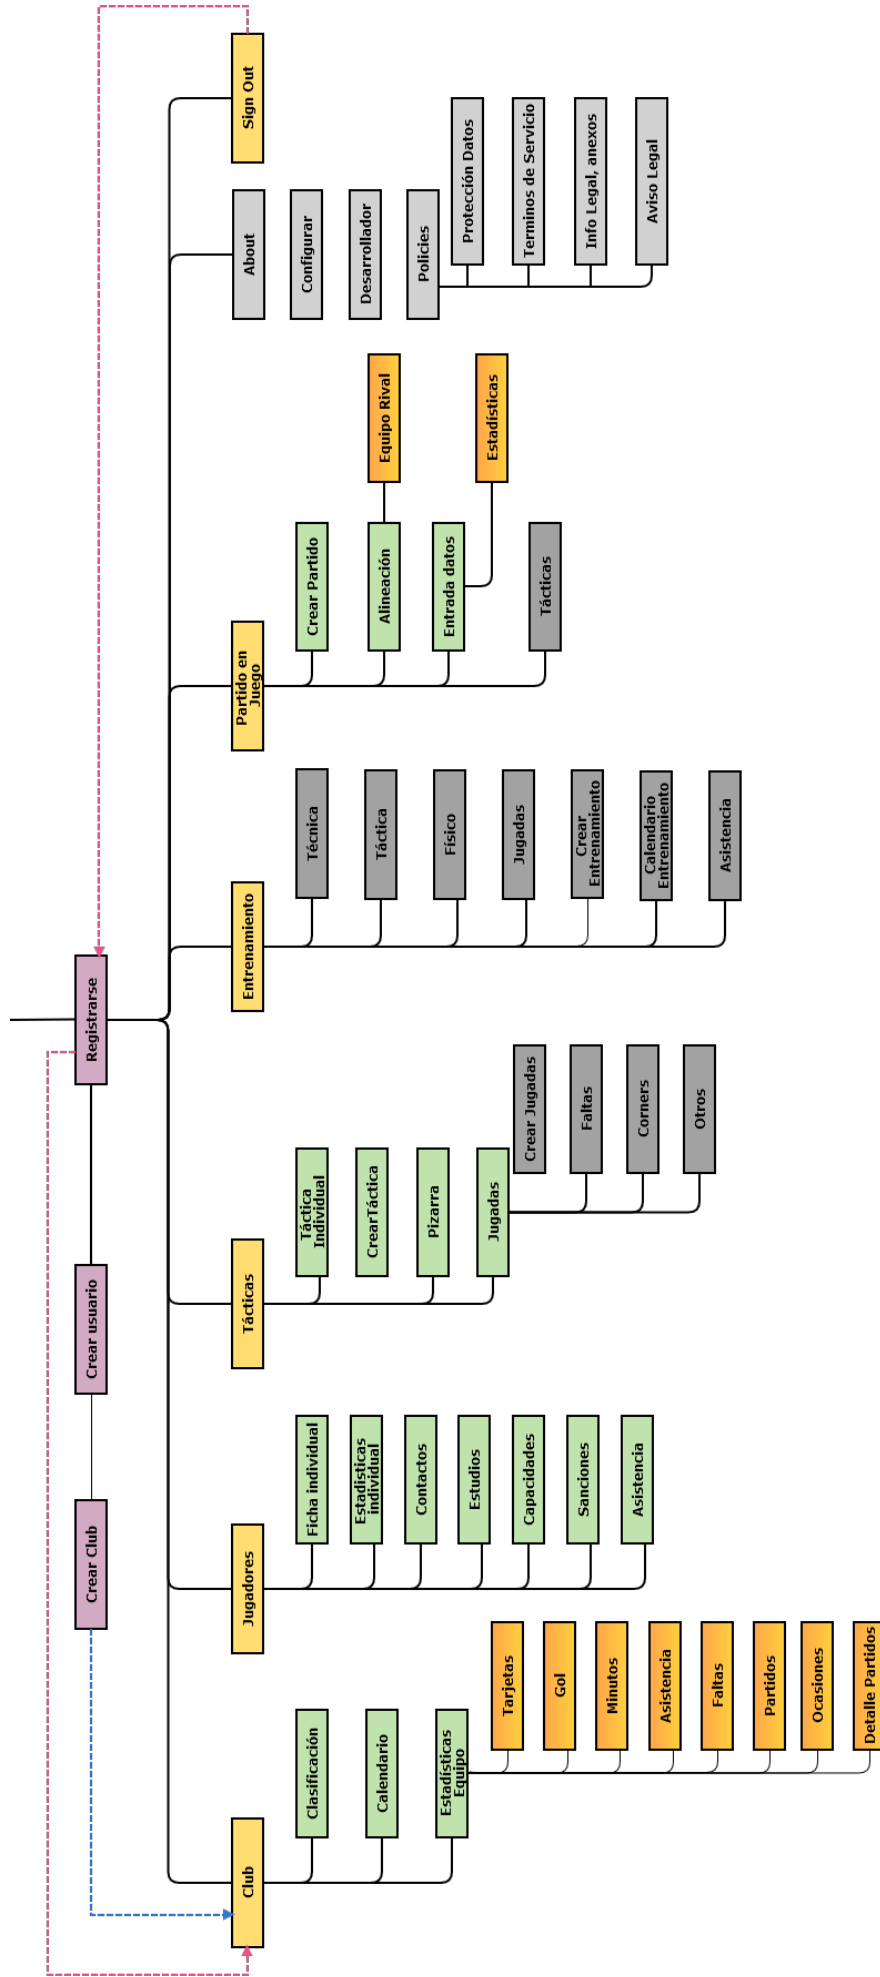 Crear Club
Crear usuario
Registrarse
Club
Clasificación
Calendario
Estadísticas
Equipo
Tarjetas
Gol
Minutos
Asistencia
Faltas
Partidos
Ocasiones
Detalle Partidos
Jugadores
Ficha individual
Estadisticas
individual
Contactos
Estudios
Capacidades
Sanciones
Asistencia
Tácticas
Táctica
Individual
CrearTáctica
Pizarra
Jugadas
Crear Jugadas
Faltas
Corners
Otros
Entrenamiento
Técnica
Táctica
Físico
Jugadas
Crear
Entrenamiento
Calendario
Entrenamiento
Asistencia
Partido en
Juego
Crear Partido
Alineación
Equipo Rival
Entrada datos
Estadísticas
Tácticas
About
Configurar
Desarrollador
Policies
Protección Datos
Terminos de Servicio
Info Legal, anexos
Aviso Legal
Sign Out